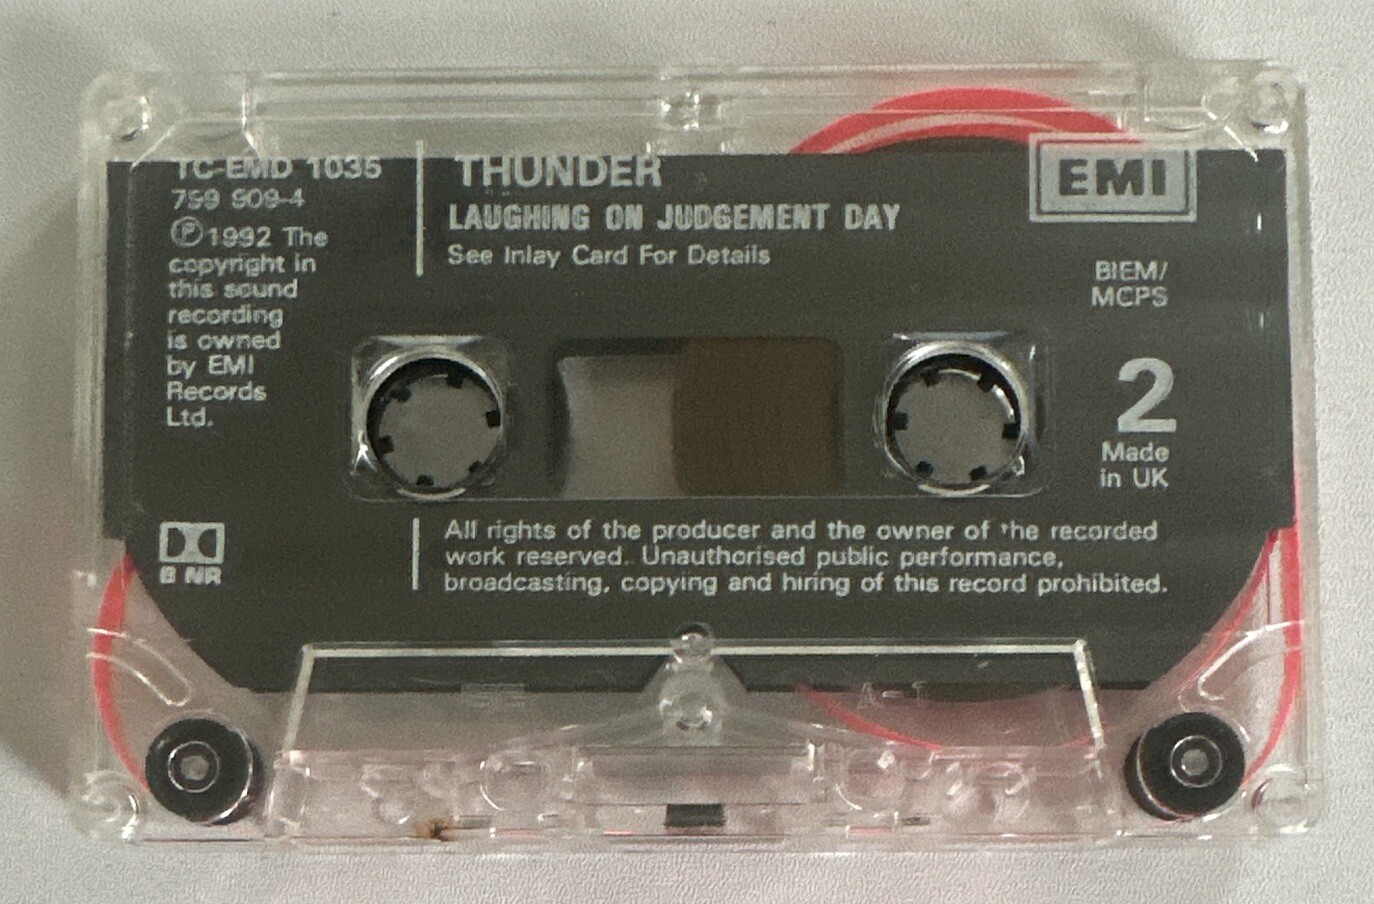 TC-EMD 1035
799 909-4
Ⓟ1992 The
copyright in
this sound
recording
is owned
by EMI
Records
Ltd.
THUNDER
LAUGHING ON JUDGEMENT DAY
See Inlay Card For Details
EMI
BIEM/
MCPS
2
Made
in UK
B NR
All rights of the producer and the owner of the recorded
work reserved. Unauthorised public performance,
broadcasting, copying and hiring of this record prohibited.